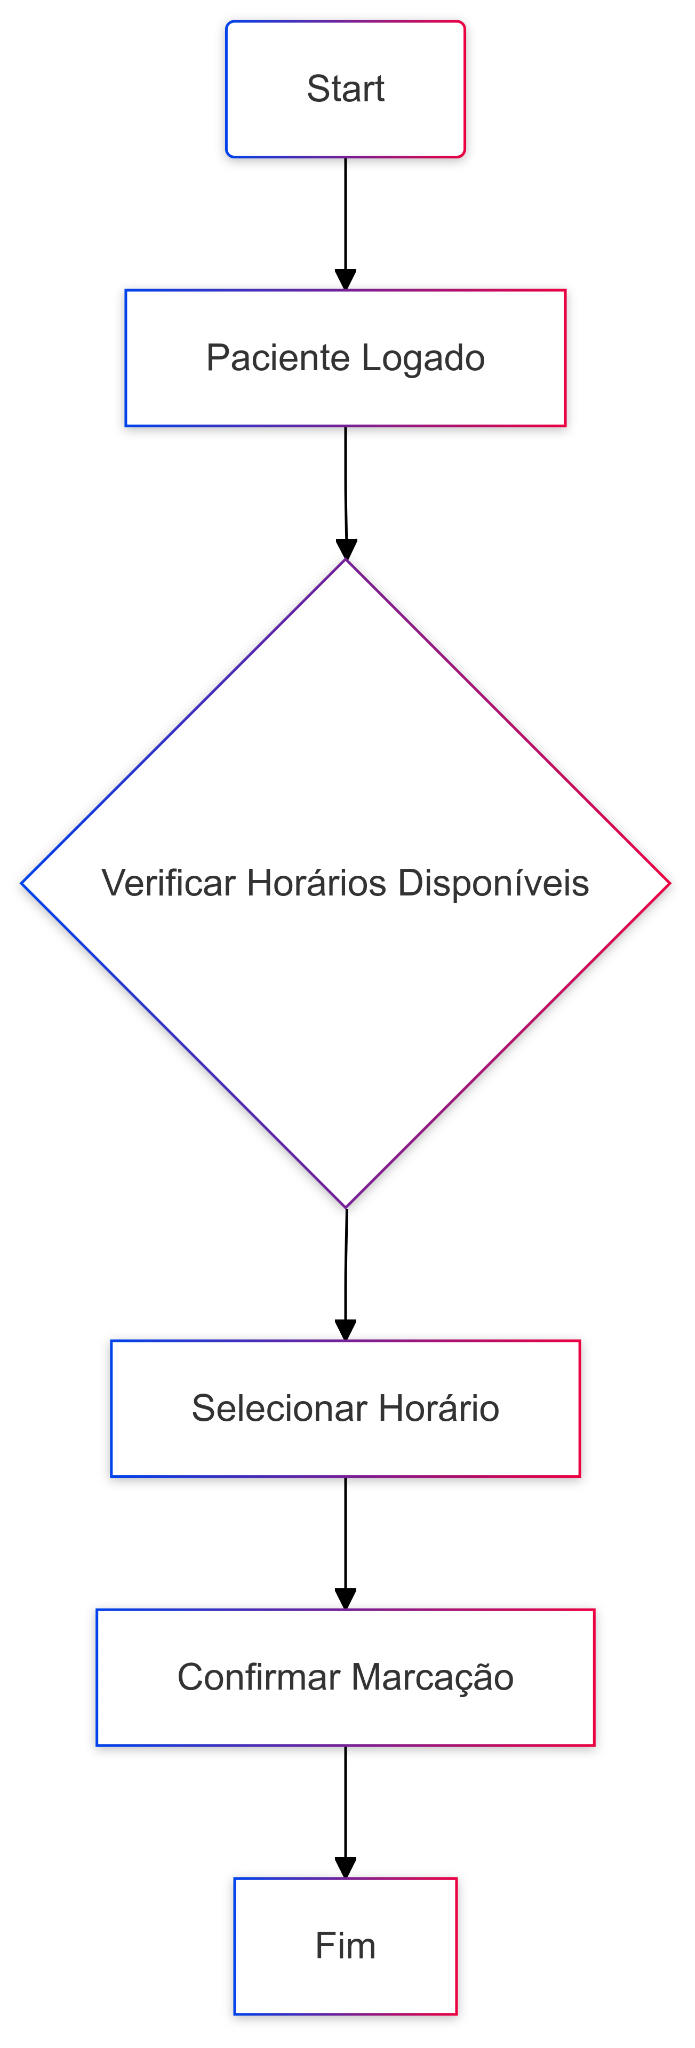 Start
Paciente Logado
Verificar Horários Disponíveis
Selecionar Horário
Confirmar Marcação
Fim